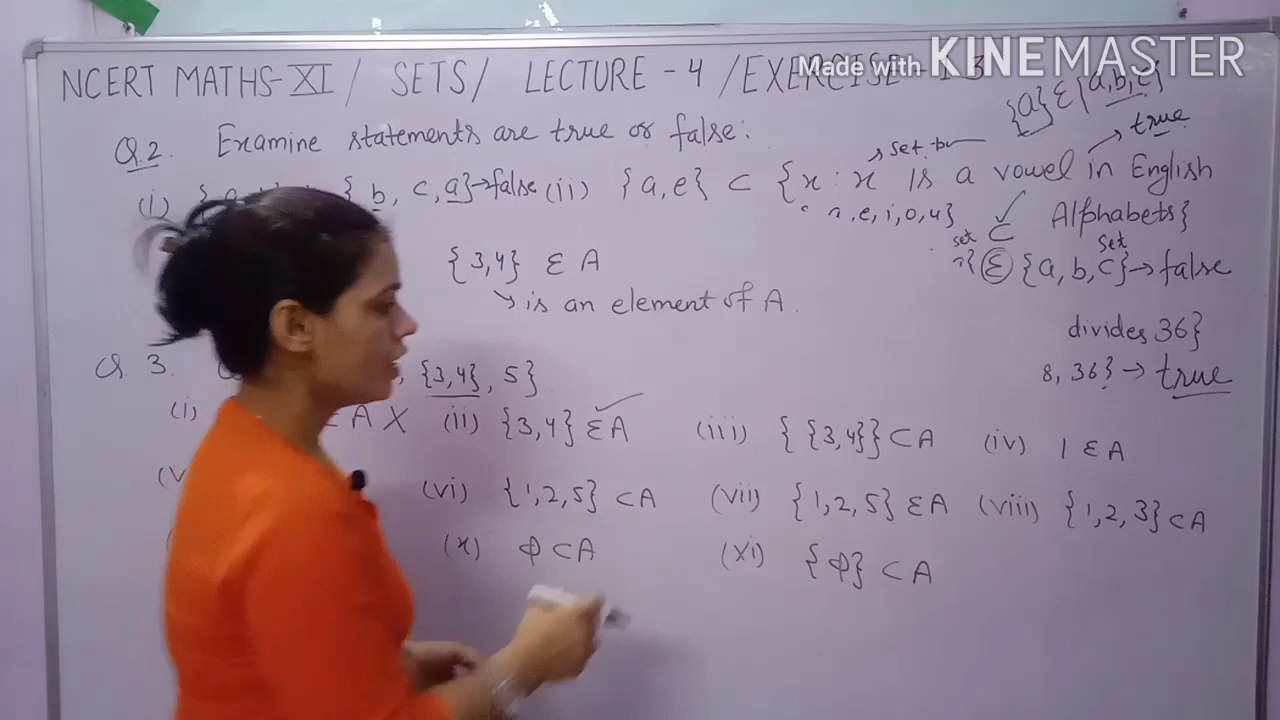 Made with KINEMASTER
NCERT MATHS-XI / SETS / LECTURE - 4 / EXERCISE - 1.3
{a} Ɛ {a,b,c}
Q.2. Examine statements are true or false:
→ true
set
(i) { b, c, a} → false (ii) {a, e} ⊂ {x : x is a vowel in English
e, i, o, u} Alphabets}
✓
set ⊂ set
{3,4} Ɛ A
Ɛ {a, b, c} → false
→ is an element of A.
divides 36}
Q. 3. {3,4}, 5}
8, 36} → true
(i) Ɛ A X (ii) {3,4} Ɛ A ✓ (iii) { {3,4}} ⊂ A (iv) 1 Ɛ A
(vi) {1,2,5} ⊂ A (vii) {1,2,5} Ɛ A (viii) {1,2,3} ⊂ A
(x) φ ⊂ A (xi) {φ} ⊂ A